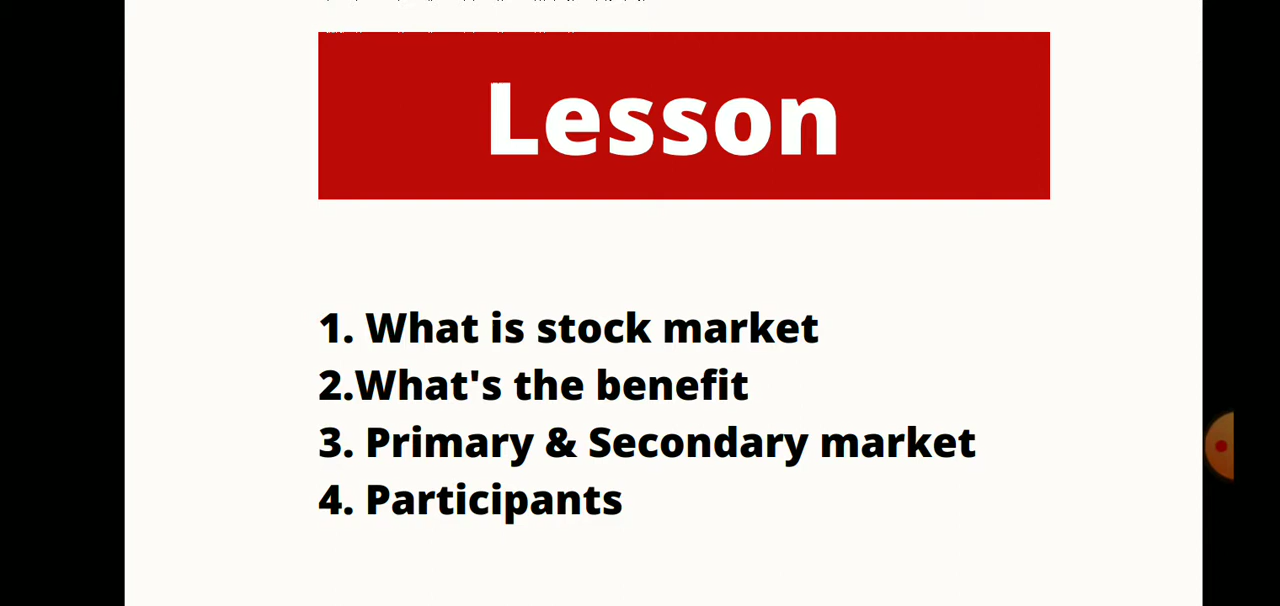 Lesson
1. What is stock market
2.What's the benefit
3. Primary & Secondary market
4. Participants